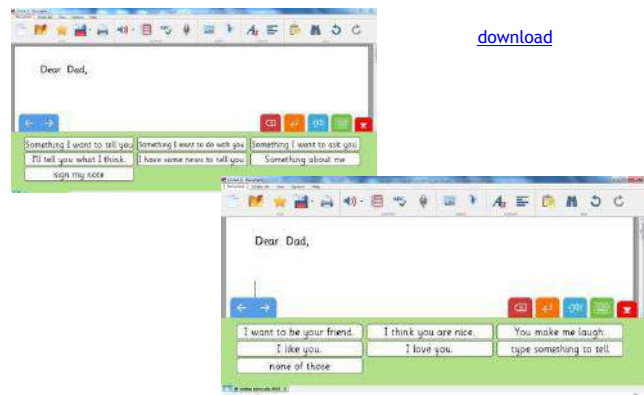 download
Dear Dad,
Something I want to tell you
Something I want to do with you
Something I want to ask you
I'll tell you what I think.
I have some news to tell you
Something about me
sign my note
Dear Dad,
I want to be your friend.
I think you are nice.
You make me laugh.
I like you.
I love you.
type something to tell
none of those